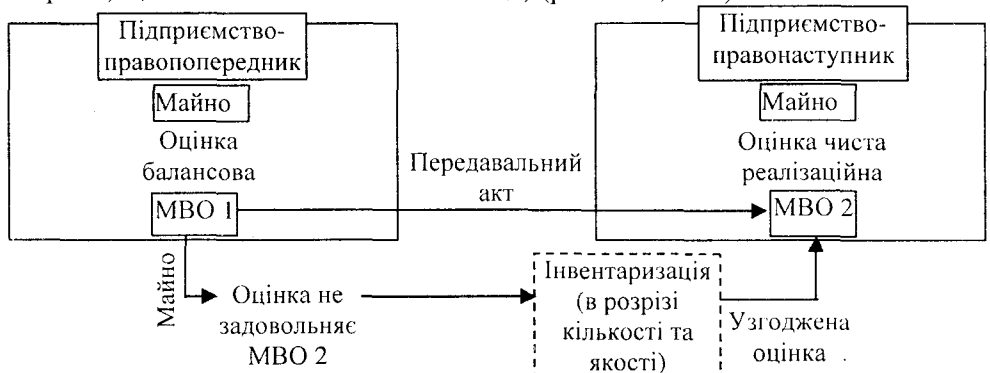 Підприємство-
правопопередник
Майно
Оцінка
балансова
МВО 1
Передавальний
акт
Підприємство-
правонаступник
Майно
Оцінка чиста
реалізаційна
МВО 2
Майно
Оцінка не
задовольняє
МВО 2
Інвентаризація
(в розрізі
кількості та
якості)
Узгоджена
оцінка